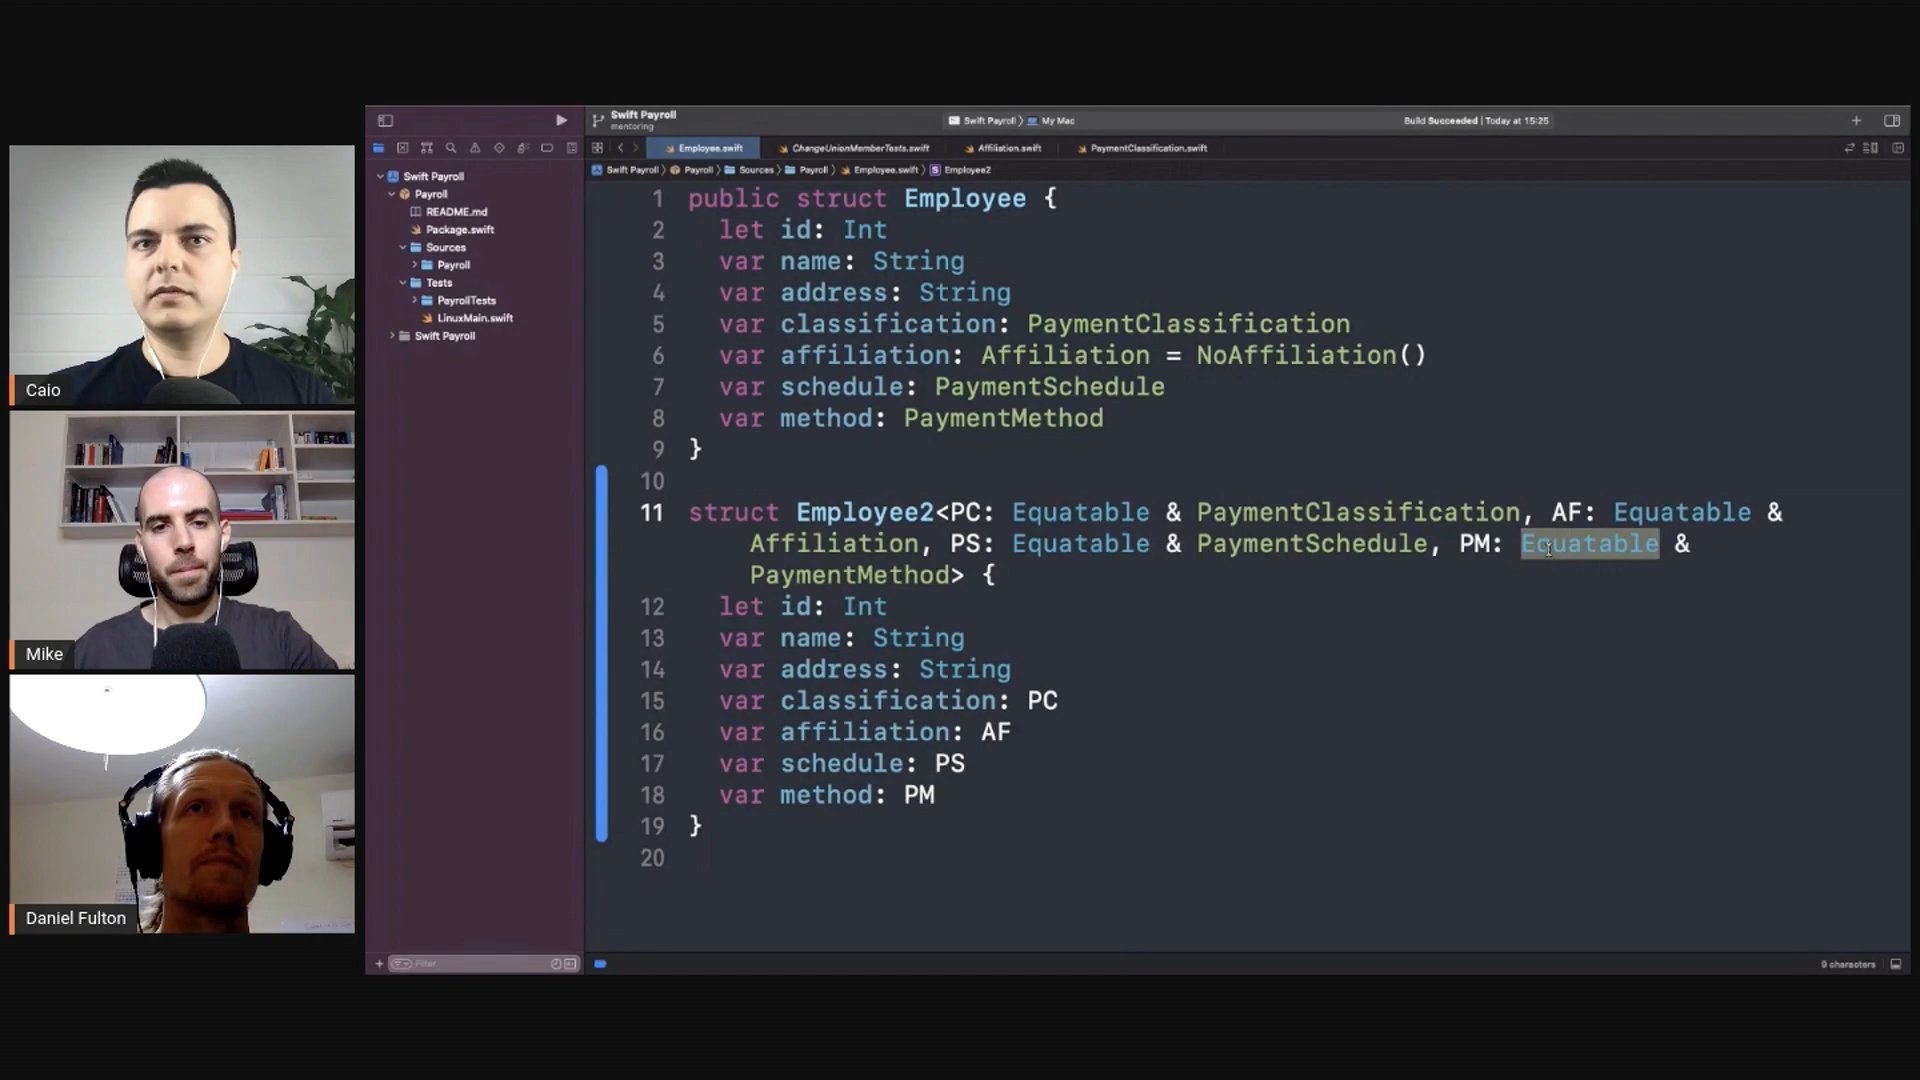 Caio
Mike
Daniel Fulton
Swift Payroll
mentoring
Swift Payroll 〉 My Mac
Build Succeeded | Today at 15:25
Employee.swift
ChangeUnionMemberTests.swift
Affiliation.swift
PaymentClassification.swift
Swift Payroll 〉 Payroll 〉 Sources 〉 Payroll 〉 Employee.swift 〉 S Employee2
Swift Payroll
Payroll
README.md
Package.swift
Sources
Payroll
Tests
PayrollTests
LinuxMain.swift
Swift Payroll
Filter
1 public struct Employee {
2 let id: Int
3 var name: String
4 var address: String
5 var classification: PaymentClassification
6 var affiliation: Affiliation = NoAffiliation()
7 var schedule: PaymentSchedule
8 var method: PaymentMethod
9 }
10
11 struct Employee2<PC: Equatable & PaymentClassification, AF: Equatable &
Affiliation, PS: Equatable & PaymentSchedule, PM: Equatable &
PaymentMethod> {
12 let id: Int
13 var name: String
14 var address: String
15 var classification: PC
16 var affiliation: AF
17 var schedule: PS
18 var method: PM
19 }
20
9 characters